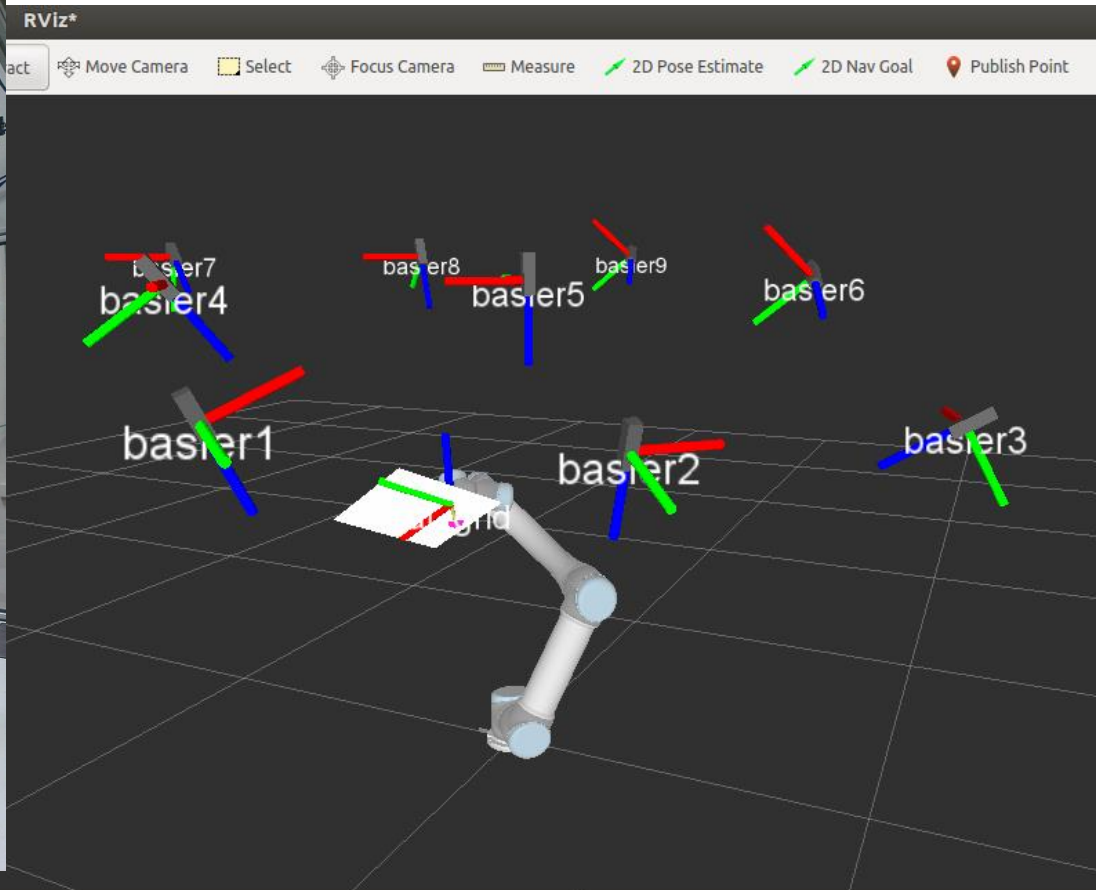 RViz*
act Move Camera Select Focus Camera Measure 2D Pose Estimate 2D Nav Goal Publish Point
basler7 basler8 basler9
basler4 basler5 basler6
basler1 basler2 basler3